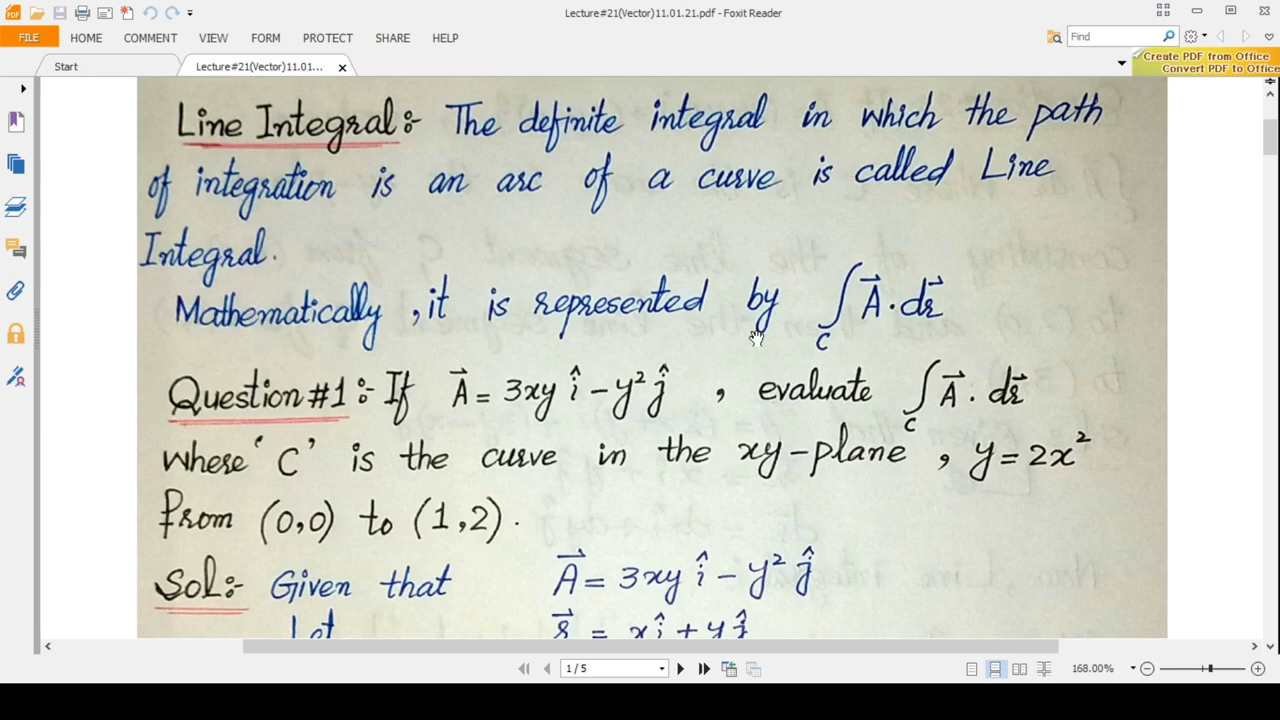 Lecture#21(Vector)11.01.21.pdf - Foxit Reader
FILE HOME COMMENT VIEW FORM PROTECT SHARE HELP
Find
Create PDF from Office
Convert PDF to Office
Start
Lecture#21(Vector)11.01...
Line Integral:- The definite integral in which the path
of integration is an arc of a curve is called Line
Integral.
Mathematically, it is represented by ∫_C A⃗ · dr⃗
Question #1:- If A⃗ = 3xy î - y² ĵ , evaluate ∫_C A⃗ · dr⃗
where 'C' is the curve in the xy-plane, y = 2x²
from (0,0) to (1,2).
Sol:- Given that A⃗ = 3xy î - y² ĵ
Let r⃗ = xî + yĵ
1 / 5
168.00%